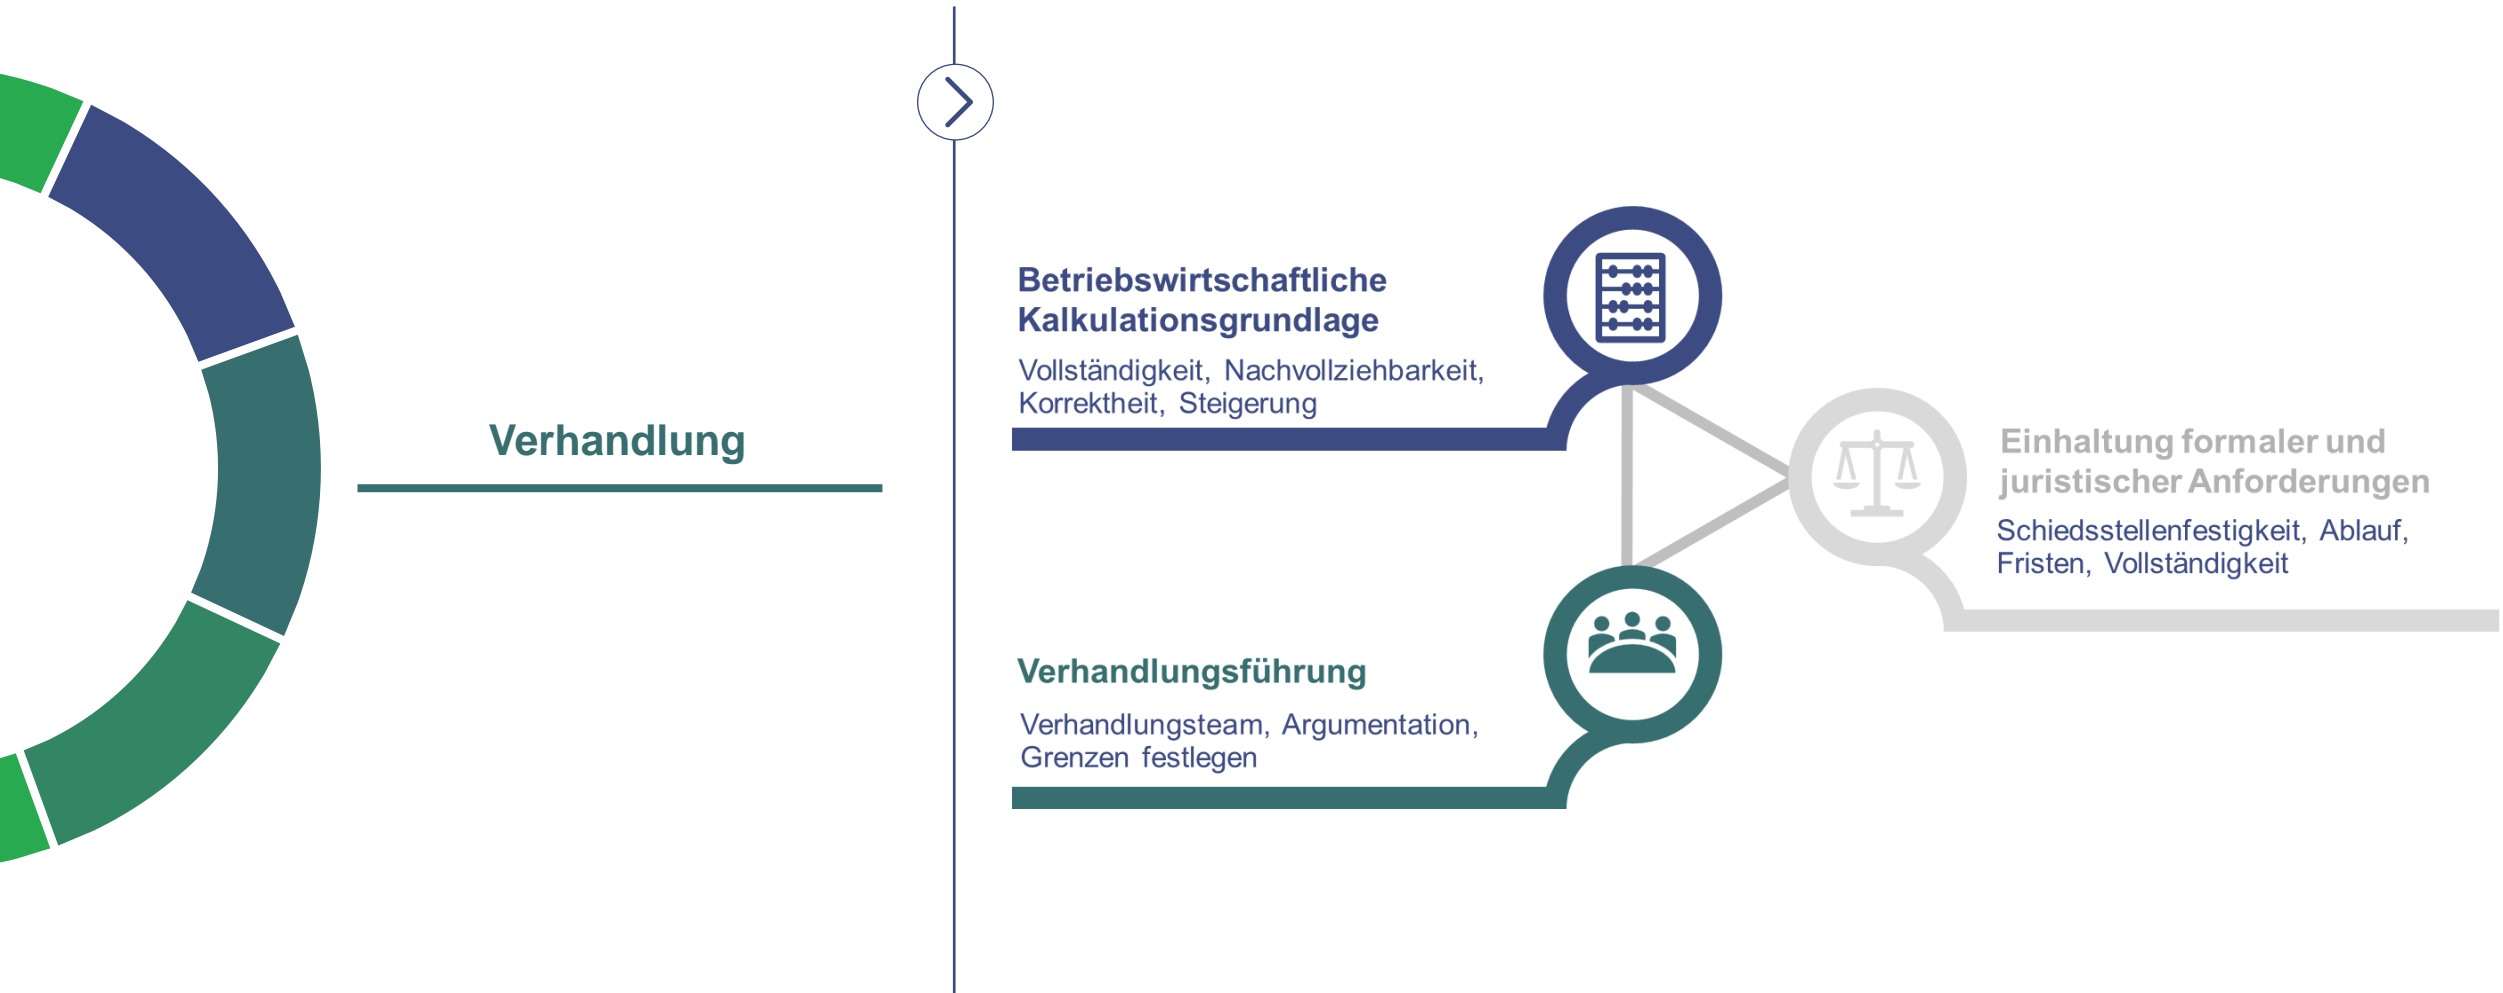 Verhandlung
Betriebswirtschaftliche
Kalkulationsgrundlage
Vollständigkeit, Nachvollziehbarkeit,
Korrektheit, Steigerung
Einhaltung formaler und
juristischer Anforderungen
Schiedsstellenfestigkeit, Ablauf,
Fristen, Vollständigkeit
Verhandlungsführung
Verhandlungsteam, Argumentation,
Grenzen festlegen